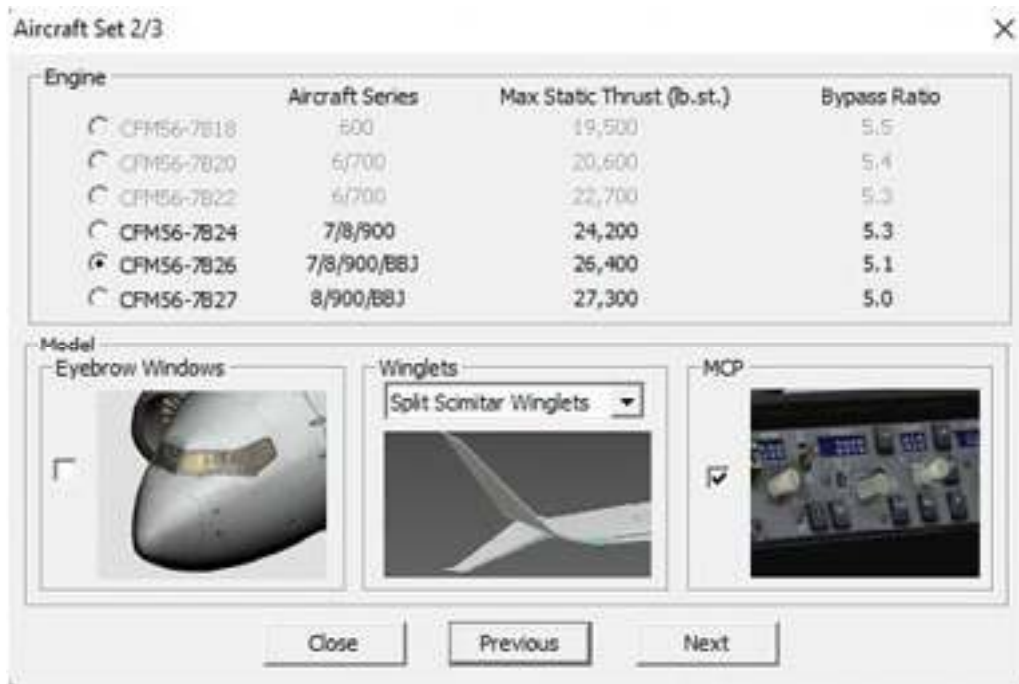 Aircraft Set 2/3
Engine
Aircraft Series Max Static Thrust (lb.st.) Bypass Ratio
CFM56-7B18 600 19,500 5.5
CFM56-7B20 6/700 20,600 5.4
CFM56-7B22 6/700 22,700 5.3
CFM56-7B24 7/8/900 24,200 5.3
CFM56-7B26 7/8/900/BBJ 26,400 5.1
CFM56-7B27 8/900/BBJ 27,300 5.0
Model
Eyebrow Windows
Winglets
Split Scimitar Winglets
MCP
Close Previous Next